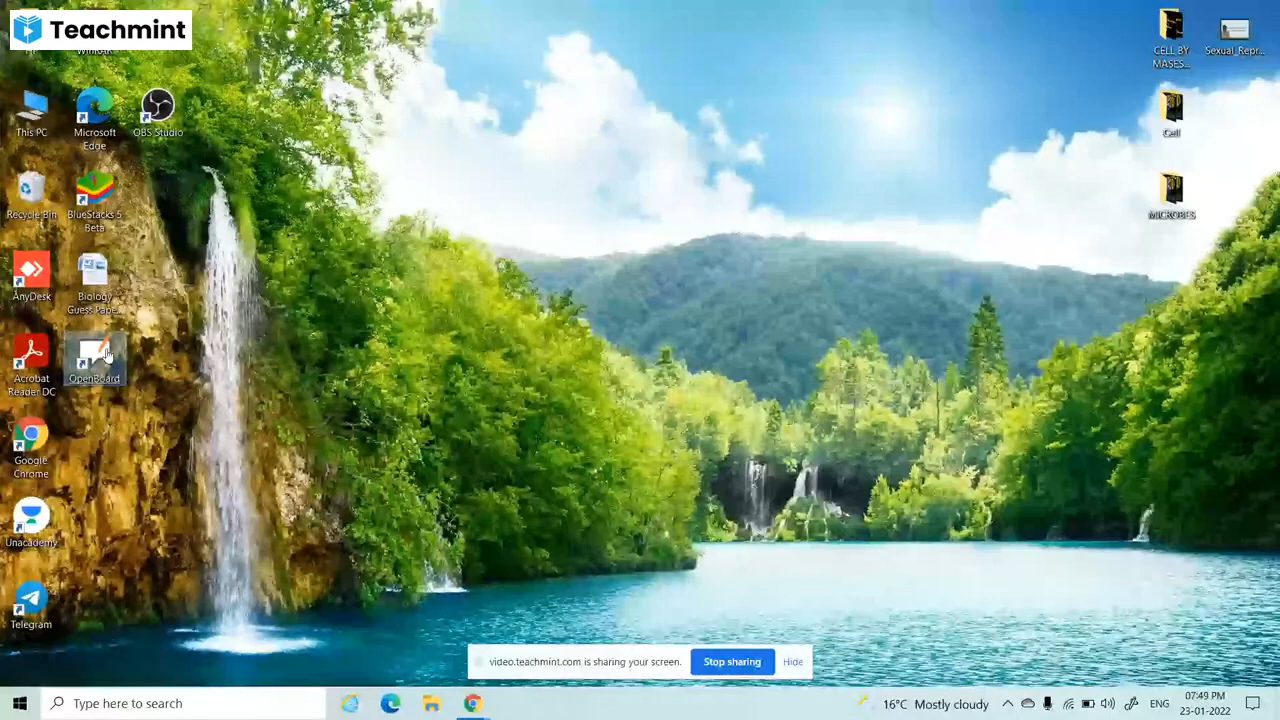 Teachmint
This PC
Microsoft
Edge
OBS Studio
CELL BY
MASES...
Sexual_Repr...
Cell
Recycle Bin
BlueStacks 5
Beta
MICROBES
AnyDesk
Biology
Guess Pape...
Acrobat
Reader DC
OpenBoard
Google
Chrome
Unacademy
Telegram
video.teachmint.com is sharing your screen.
Stop sharing
Hide
Type here to search
16°C Mostly cloudy
ENG
07:49 PM
23-01-2022